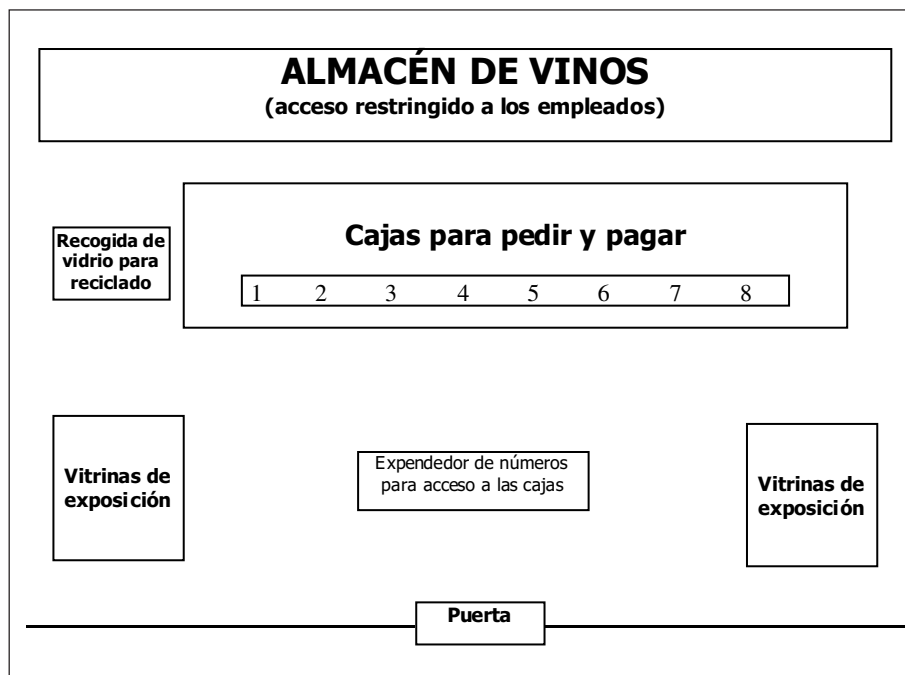 ALMACÉN DE VINOS
(acceso restringido a los empleados)
Cajas para pedir y pagar
Recogida de
vidrio para
reciclado
1 2 3 4 5 6 7 8
Vitrinas de
exposición
Expendedor de números
para acceso a las cajas
Vitrinas de
exposición
Puerta